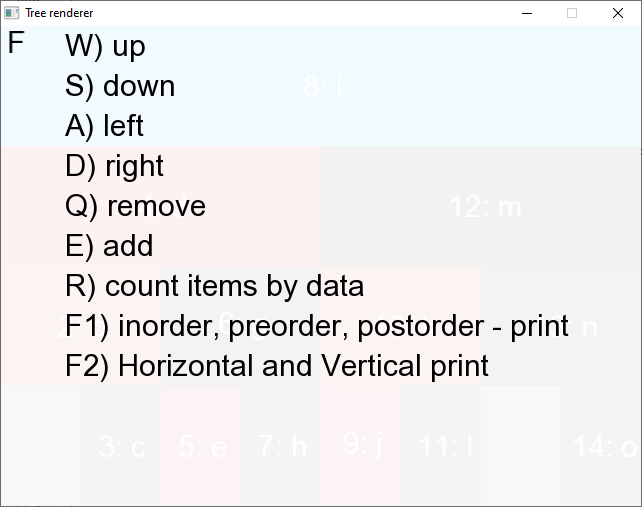 Tree renderer
F
W) up
S) down
8: i
A) left
D) right
Q) remove
12: m
E) add
R) count items by data
F1) inorder, preorder, postorder - print
n
F2) Horizontal and Vertical print
3: c 5: e 7: h 9: j 11: l 14: o